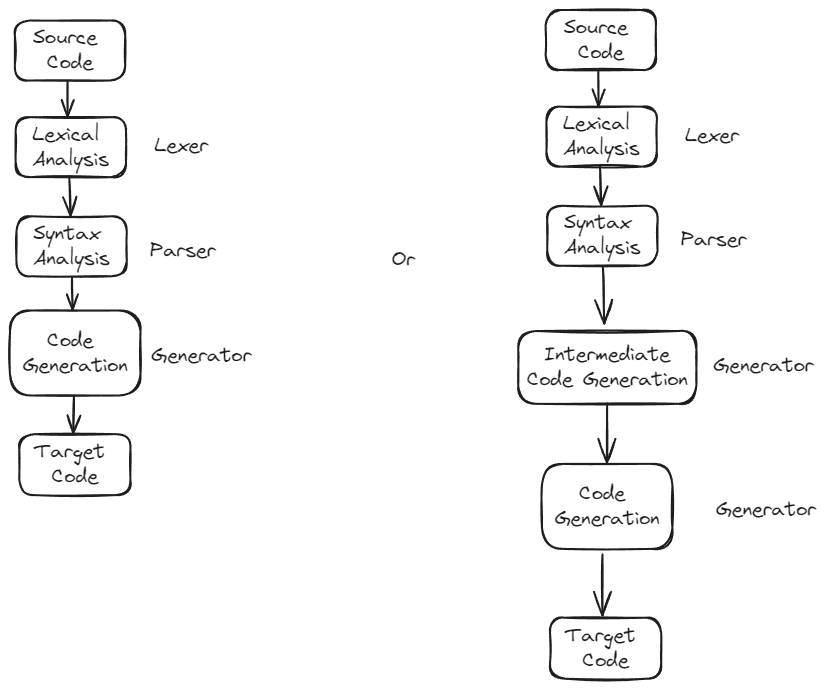 Source
Code
Lexical
Analysis
Lexer
Syntax
Analysis
Parser
Code
Generation
Generator
Target
Code
Or
Source
Code
Lexical
Analysis
Lexer
Syntax
Analysis
Parser
Intermediate
Code Generation
Generator
Code
Generation
Generator
Target
Code